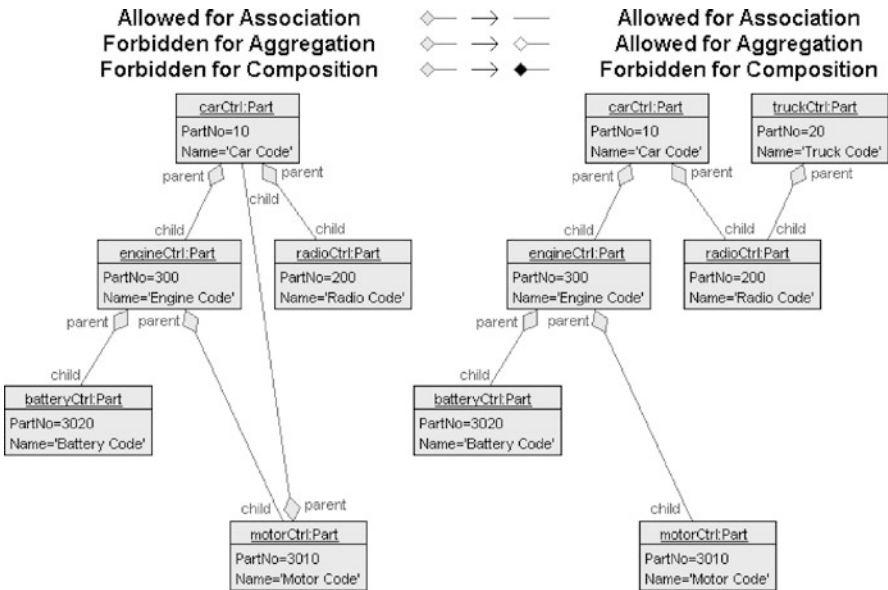 Allowed for Association
Forbidden for Aggregation
Forbidden for Composition
Allowed for Association
Allowed for Aggregation
Forbidden for Composition
carCtrl:Part
PartNo=10
Name='Car Code'
parent
parent
child
child
child
engineCtrl:Part
PartNo=300
Name='Engine Code'
radioCtrl:Part
PartNo=200
Name='Radio Code'
parent
parent
child
batteryCtrl:Part
PartNo=3020
Name='Battery Code'
child
parent
motorCtrl:Part
PartNo=3010
Name='Motor Code'
carCtrl:Part
PartNo=10
Name='Car Code'
truckCtrl:Part
PartNo=20
Name='Truck Code'
parent
parent
parent
child
child
child
engineCtrl:Part
PartNo=300
Name='Engine Code'
radioCtrl:Part
PartNo=200
Name='Radio Code'
parent
parent
child
batteryCtrl:Part
PartNo=3020
Name='Battery Code'
child
motorCtrl:Part
PartNo=3010
Name='Motor Code'